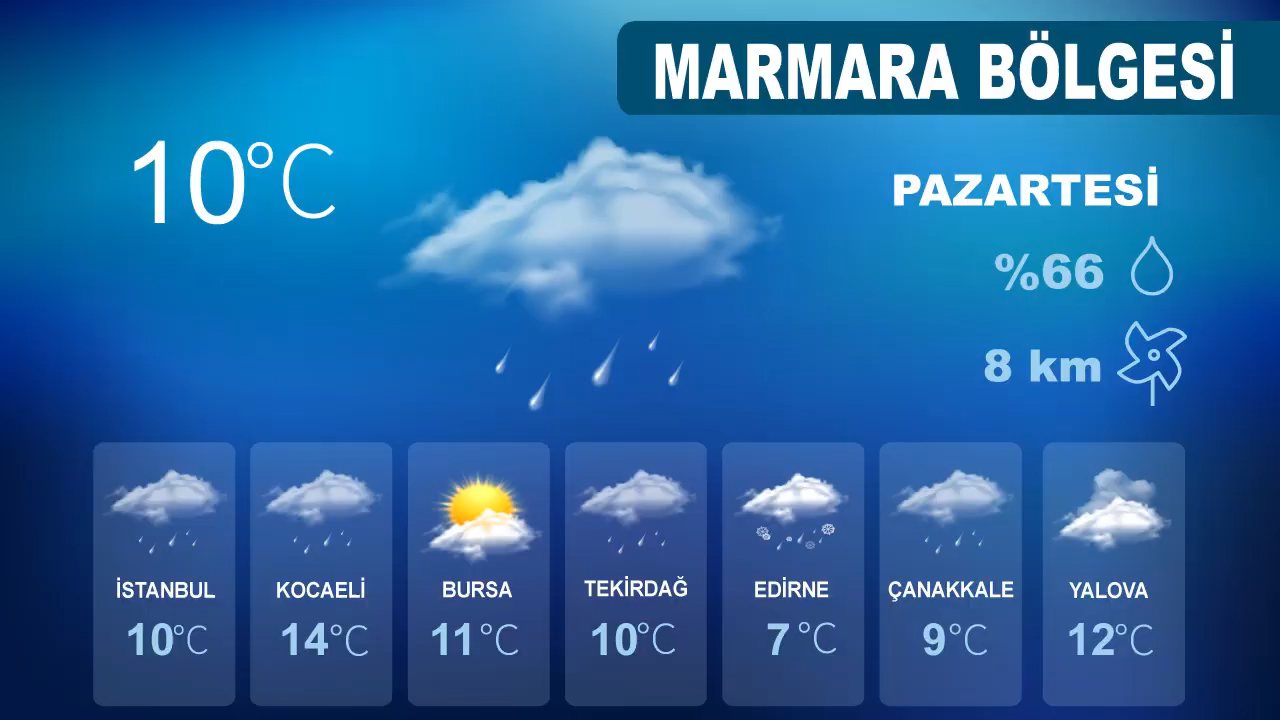 MARMARA BÖLGESİ
10°C
PAZARTESİ
%66
8 km
İSTANBUL
10°C
KOCAELİ
14°C
BURSA
11°C
TEKİRDAĞ
10°C
EDİRNE
7°C
ÇANAKKALE
9°C
YALOVA
12°C